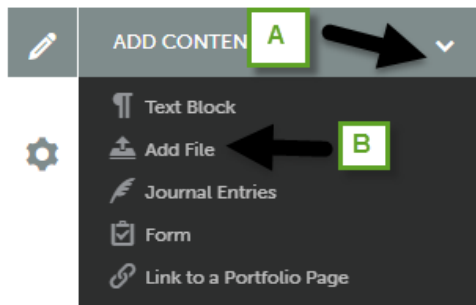 ADD CONTEN A
Text Block
Add File B
Journal Entries
Form
Link to a Portfolio Page